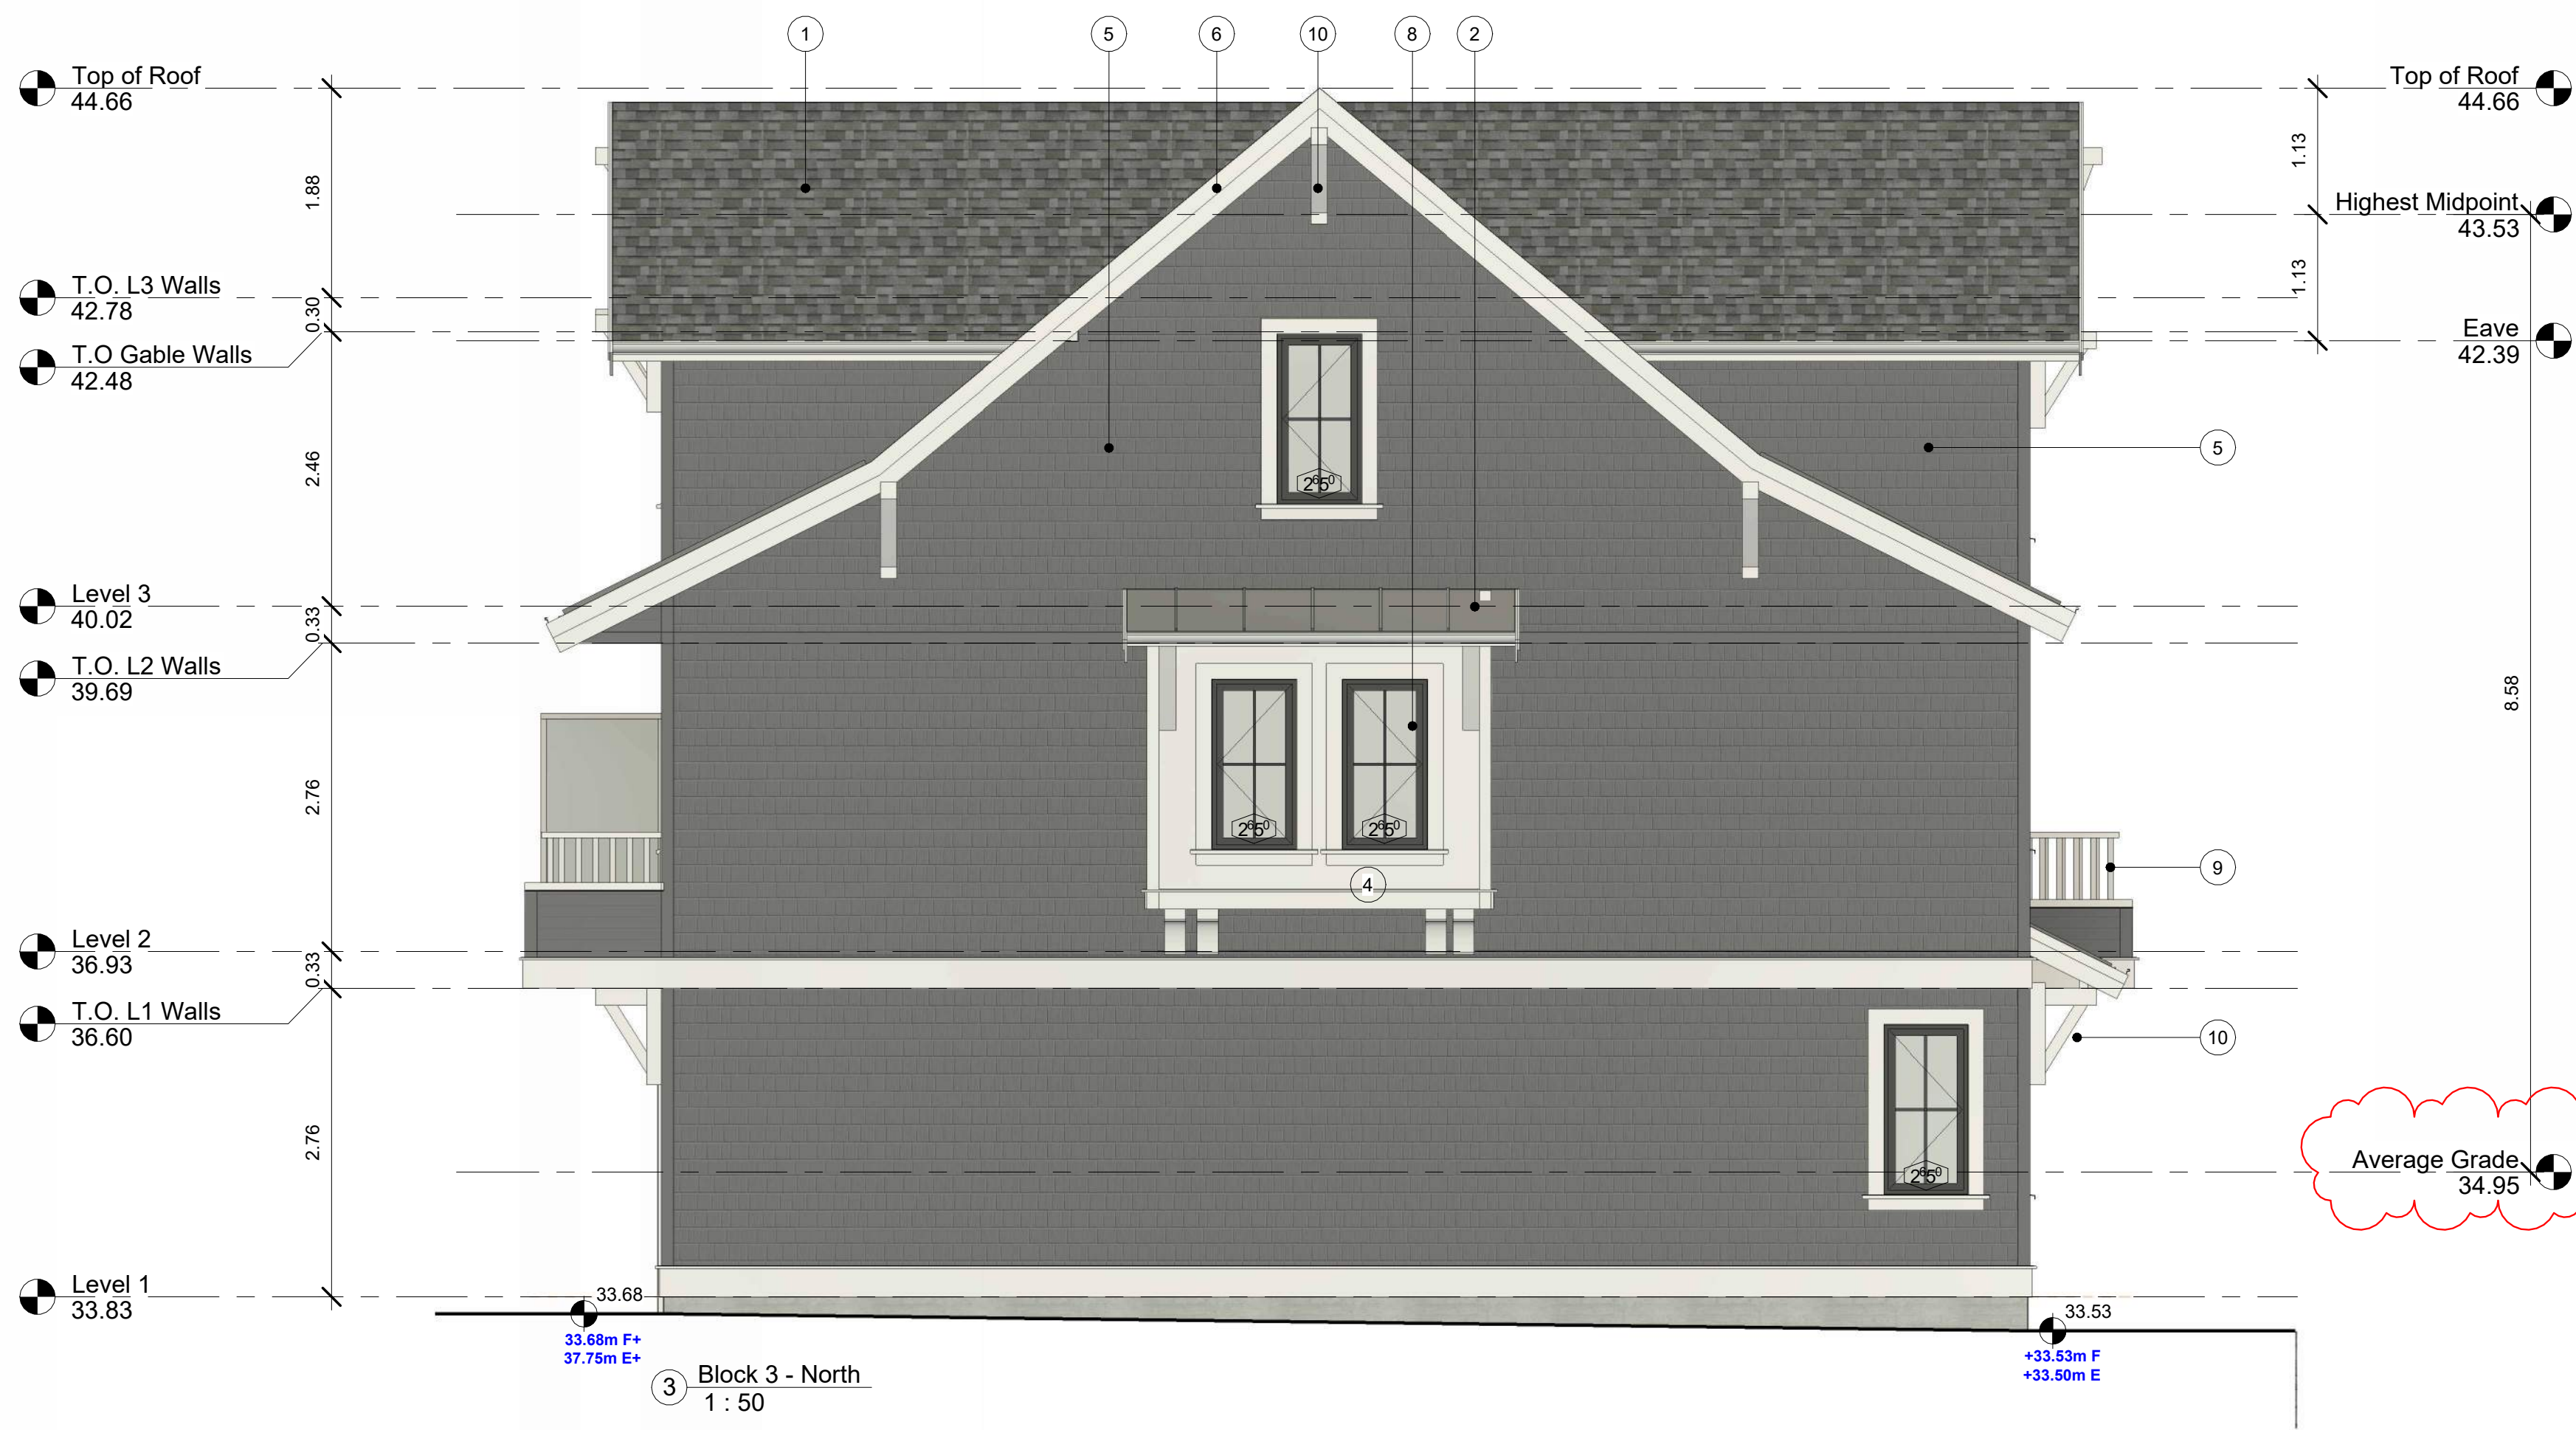 1
5
6
10
8
2
Top of Roof
44.66
Top of Roof
44.66
1.88
1.13
Highest Midpoint
43.53
T.O. L3 Walls
42.78
0.30
1.13
T.O Gable Walls
42.48
Eave
42.39
2.46
5
2⁶5⁰
Level 3
40.02
0.33
T.O. L2 Walls
39.69
8.58
2.76
2⁶5⁰
2⁶5⁰
4
9
Level 2
36.93
0.33
T.O. L1 Walls
36.60
10
2.76
2⁶5⁰
Average Grade
34.95
Level 1
33.83
33.68
33.53
33.68m F+
37.75m E+
+33.53m F
+33.50m E
3
Block 3 - North
1 : 50